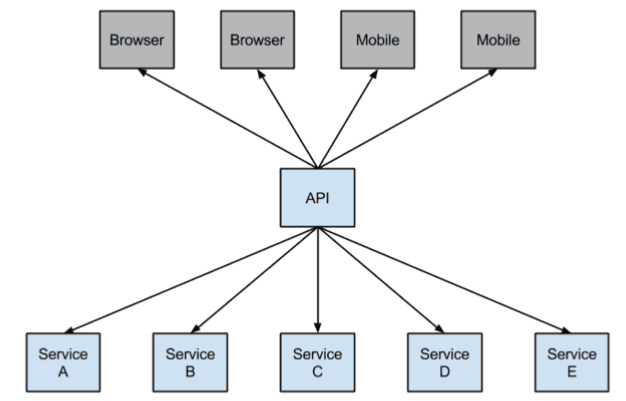 Browser
Browser
Mobile
Mobile
API
Service
A
Service
B
Service
C
Service
D
Service
E